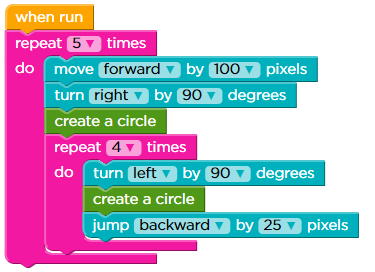 when run
repeat 5 times
do move forward by 100 pixels
turn right by 90 degrees
create a circle
repeat 4 times
do turn left by 90 degrees
create a circle
jump backward by 25 pixels